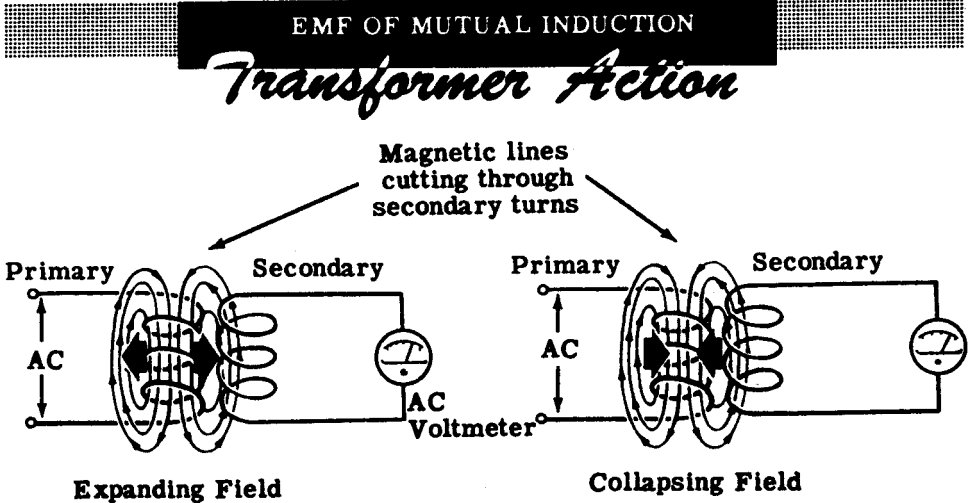 EMF OF MUTUAL INDUCTION
Transformer Action
Magnetic lines
cutting through
secondary turns
Primary
Secondary
AC
AC
Voltmeter
Expanding Field
Primary
Secondary
AC
Collapsing Field